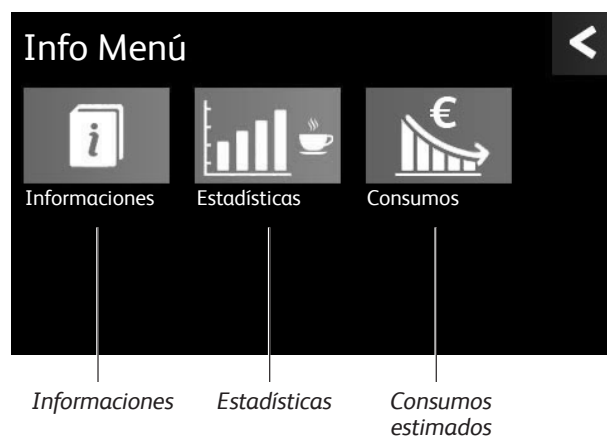 Info Menú
<
i
€
Informaciones Estadísticas Consumos
Informaciones Estadísticas Consumos
estimados